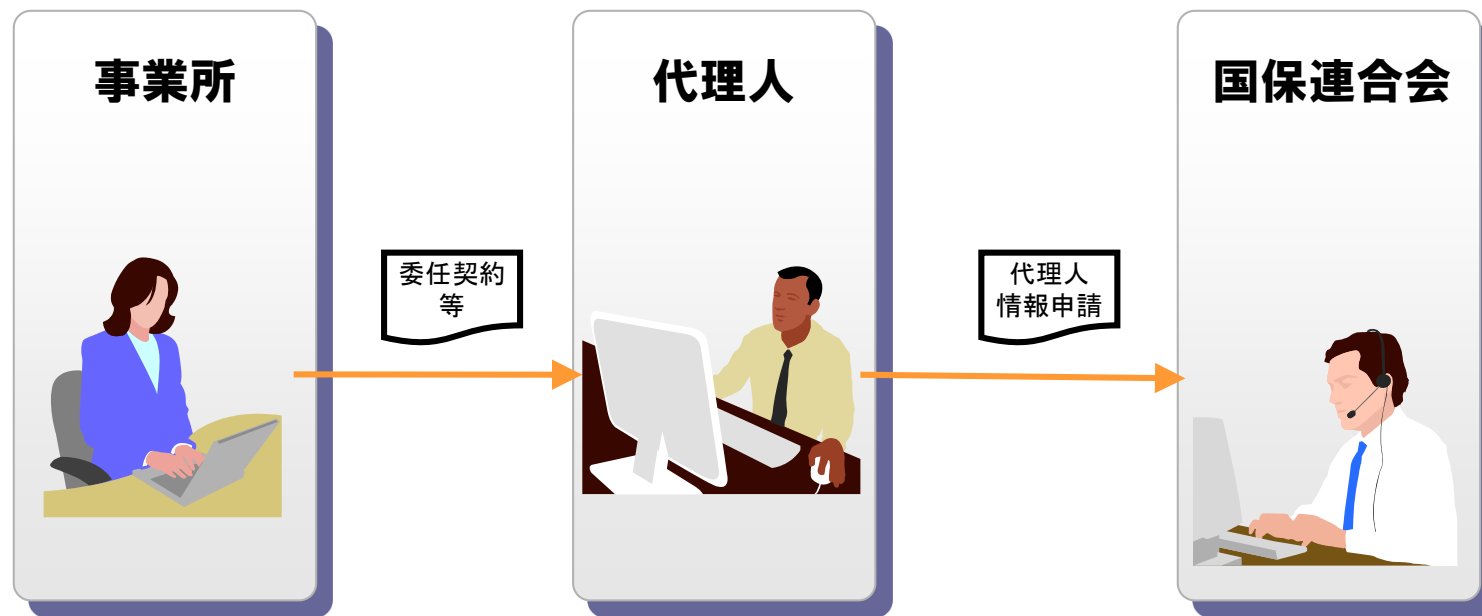 事業所
代理人
国保連合会
委任契約
等
代理人
情報申請